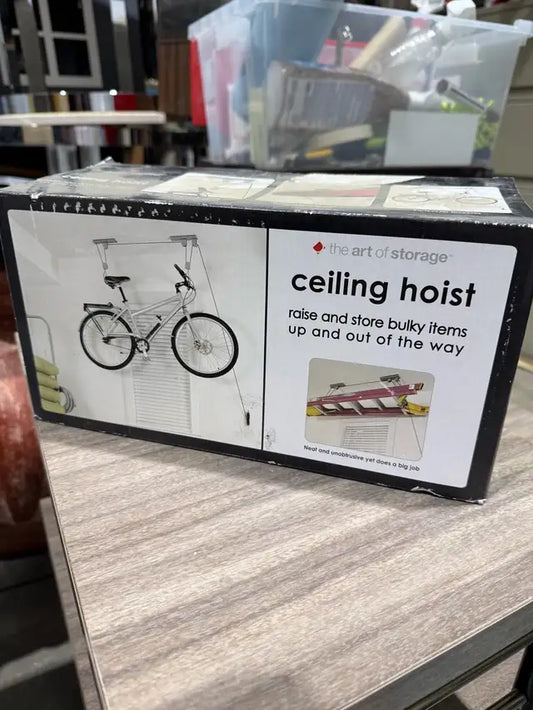 the art of storage™
ceiling hoist
raise and store bulky items
up and out of the way
Neat and unobtrusive yet does a big job